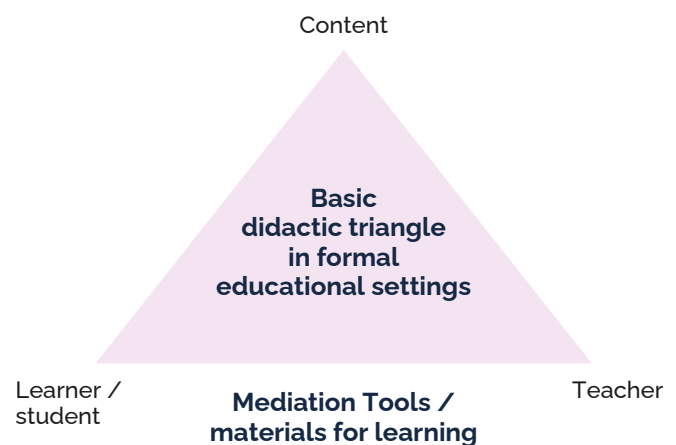 Content
Basic
didactic triangle
in formal
educational settings
Learner /
student
Mediation Tools /
materials for learning
Teacher